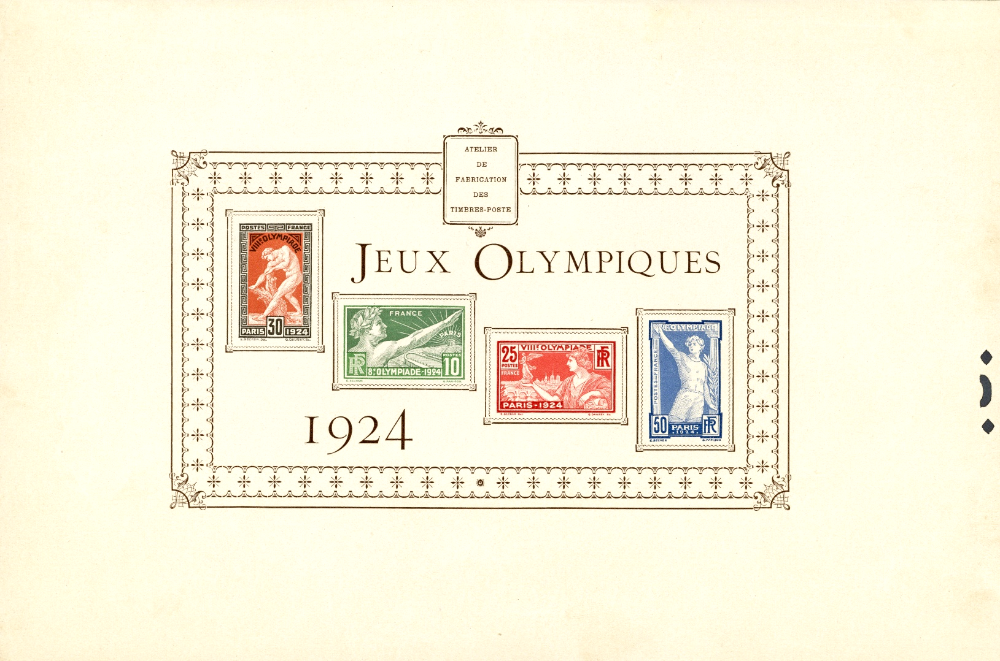 ATELIER
DE
FABRICATION
DES
TIMBRES-POSTE
JEUX OLYMPIQUES
POSTES FRANCE
VIIIE OLYMPIADE
30
PARIS 1924
E.BECKER.Del. G.DAUSSY.Sc.
FRANCE
PARIS
POSTES
RF 8E OLYMPIADE-1924 10
E.BECKER G.PARISON
25 VIIIE OLYMPIADE RF
POSTES
FRANCE
PARIS-1924
E.BECKER.Del. G.DAUSSY Sc.
8E OLYMPIADE
POSTES=FRANCE
50 PARIS RF
.1924.
E.BECKER G.PARISON
1924